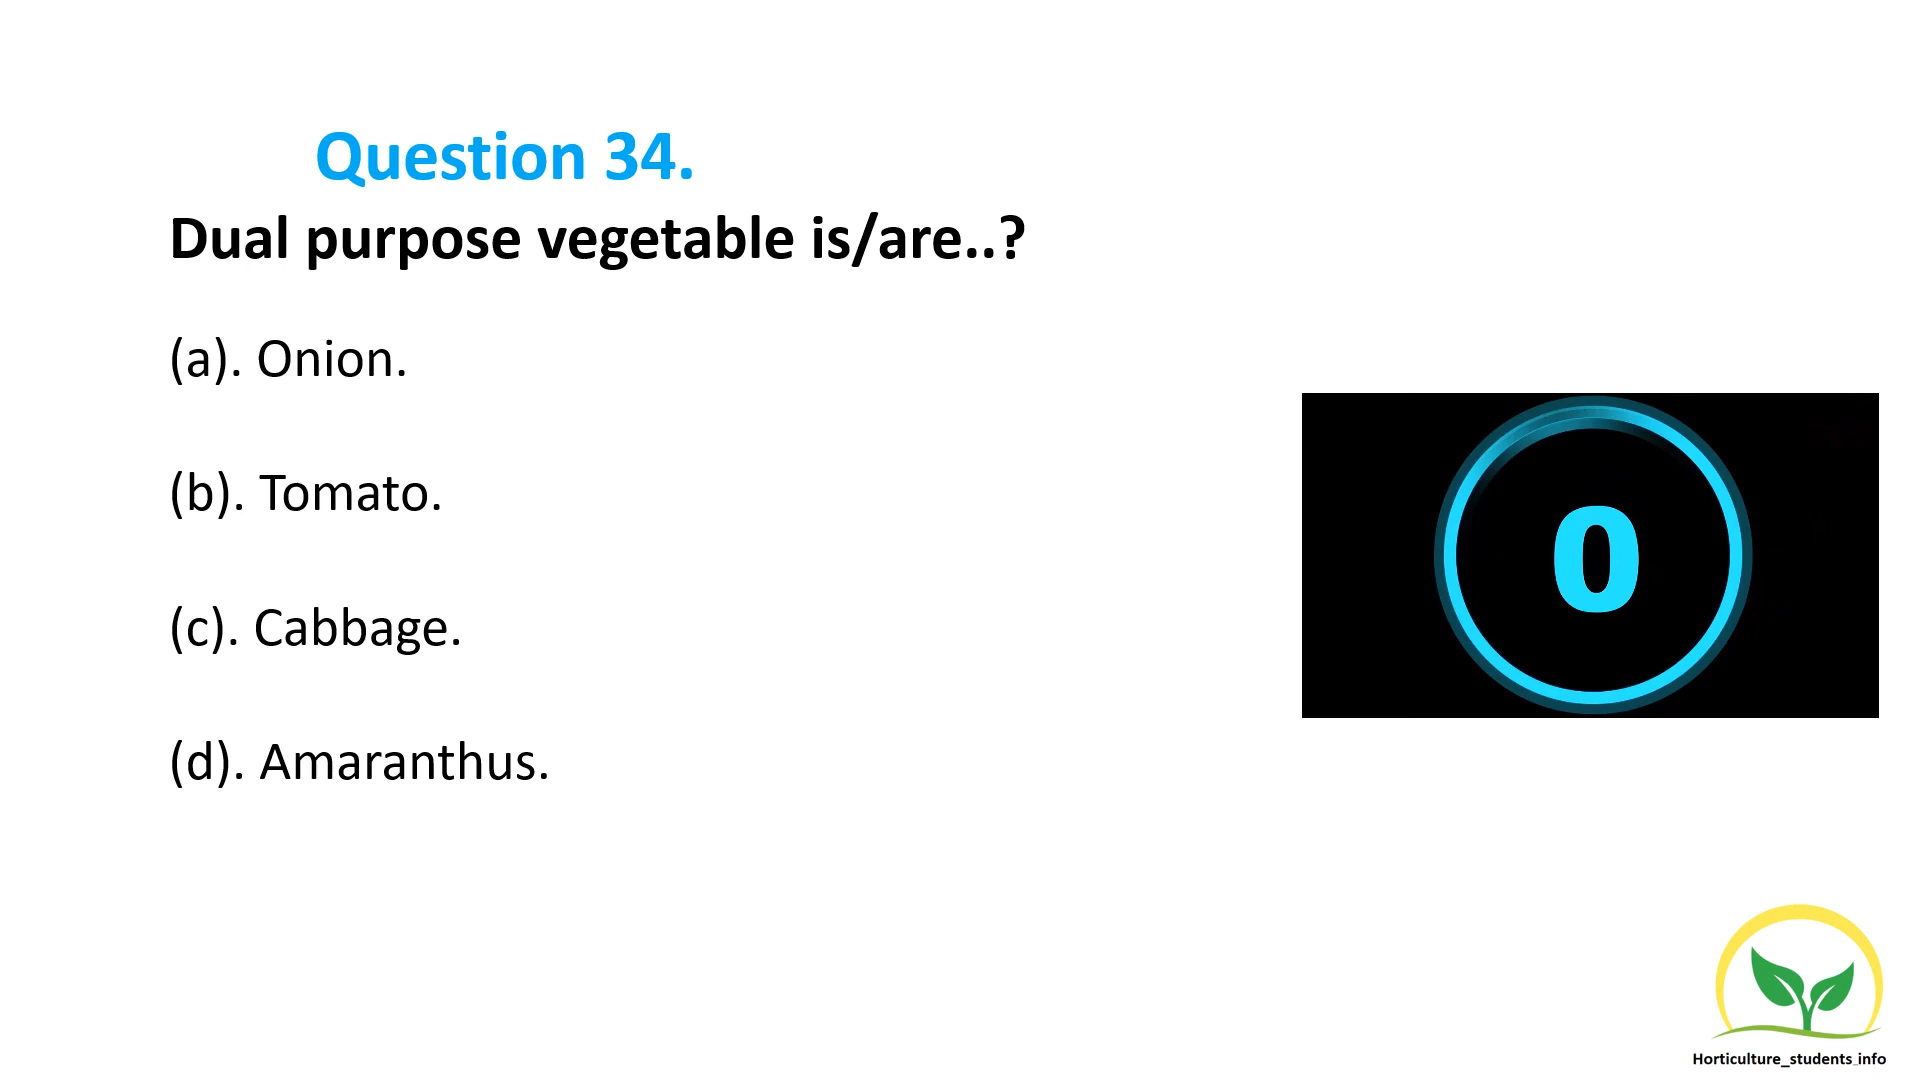 Question 34.
Dual purpose vegetable is/are..?
(a). Onion.
(b). Tomato.
(c). Cabbage.
(d). Amaranthus.
0
Horticulture_students_info